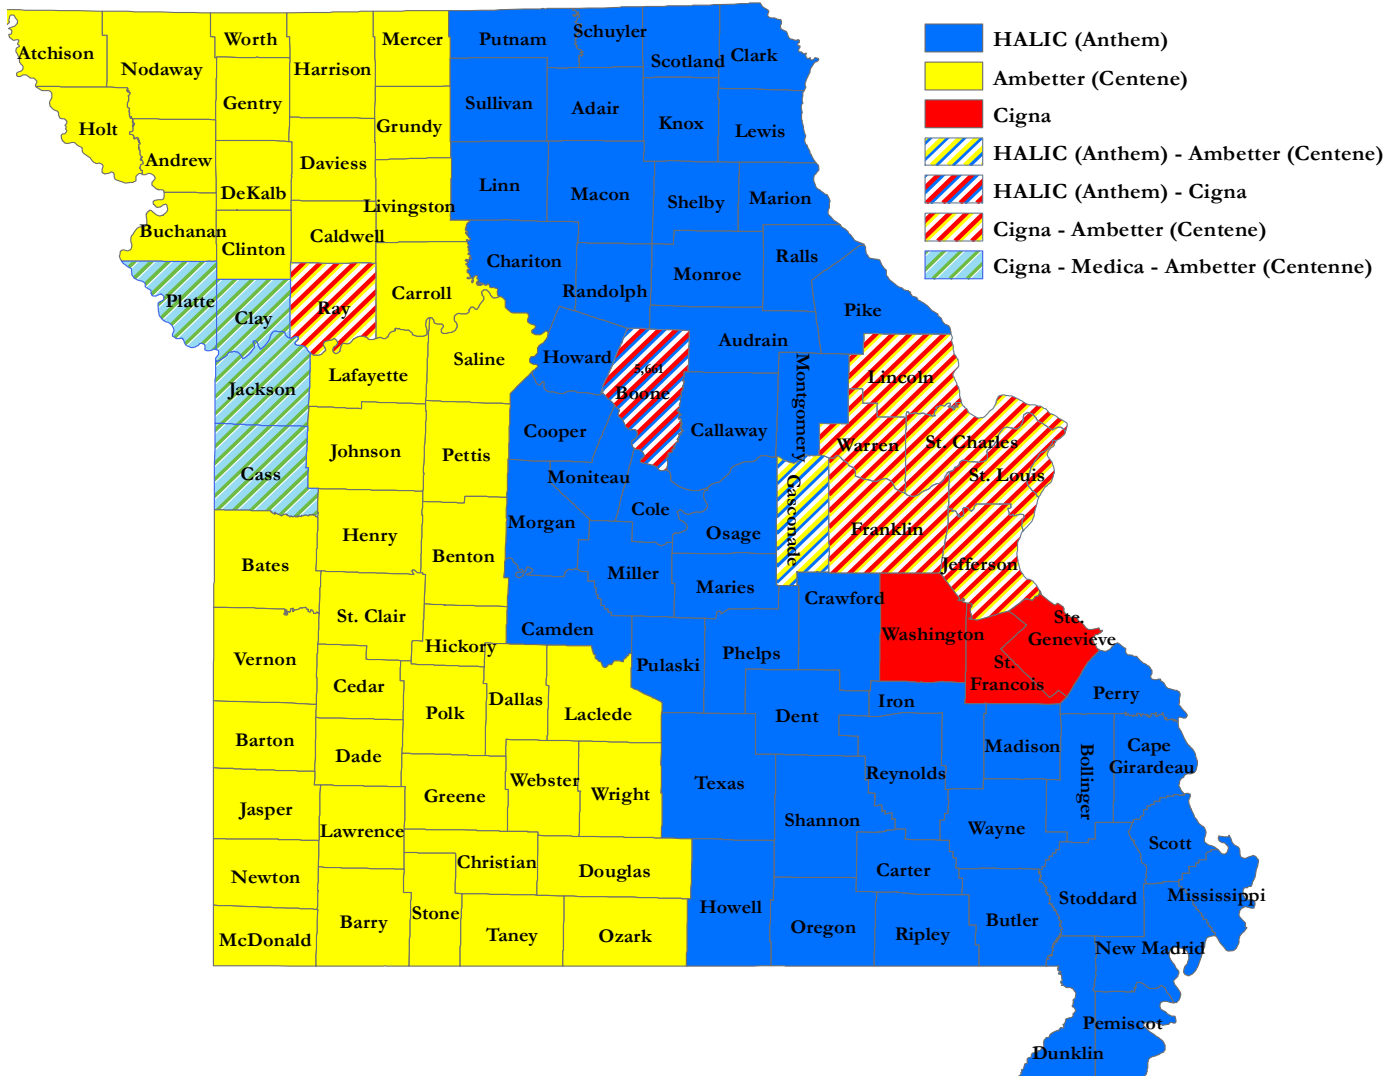 HALIC (Anthem)
Ambetter (Centene)
Cigna
HALIC (Anthem) - Ambetter (Centene)
HALIC (Anthem) - Cigna
Cigna - Ambetter (Centene)
Cigna - Medica - Ambetter (Centenne)
Atchison
Nodaway
Worth
Harrison
Mercer
Putnam
Schuyler
Scotland
Clark
Holt
Gentry
Grundy
Sullivan
Adair
Knox
Lewis
Andrew
DeKalb
Daviess
Livingston
Linn
Macon
Shelby
Marion
Buchanan
Clinton
Caldwell
Chariton
Randolph
Monroe
Ralls
Platte
Clay
Ray
Carroll
Pike
Saline
Howard
5,661
Boone
Audrain
Montgomery
Lincoln
Jackson
Lafayette
Cooper
Callaway
Warren
St. Charles
St. Louis
Cass
Johnson
Pettis
Moniteau
Morgan
Cole
Osage
Gasconade
Franklin
Jefferson
Bates
Henry
Benton
Miller
Maries
Crawford
Washington
Ste.
Genevieve
St.
Francois
St. Clair
Hickory
Camden
Pulaski
Phelps
Vernon
Cedar
Polk
Dallas
Laclede
Dent
Iron
Perry
Barton
Dade
Greene
Webster
Wright
Texas
Reynolds
Madison
Bollinger
Cape
Girardeau
Jasper
Lawrence
Christian
Douglas
Shannon
Wayne
Scott
Newton
Barry
Stone
Taney
Ozark
Howell
Oregon
Carter
Ripley
Butler
Stoddard
Mississippi
McDonald
New Madrid
Pemiscot
Dunklin